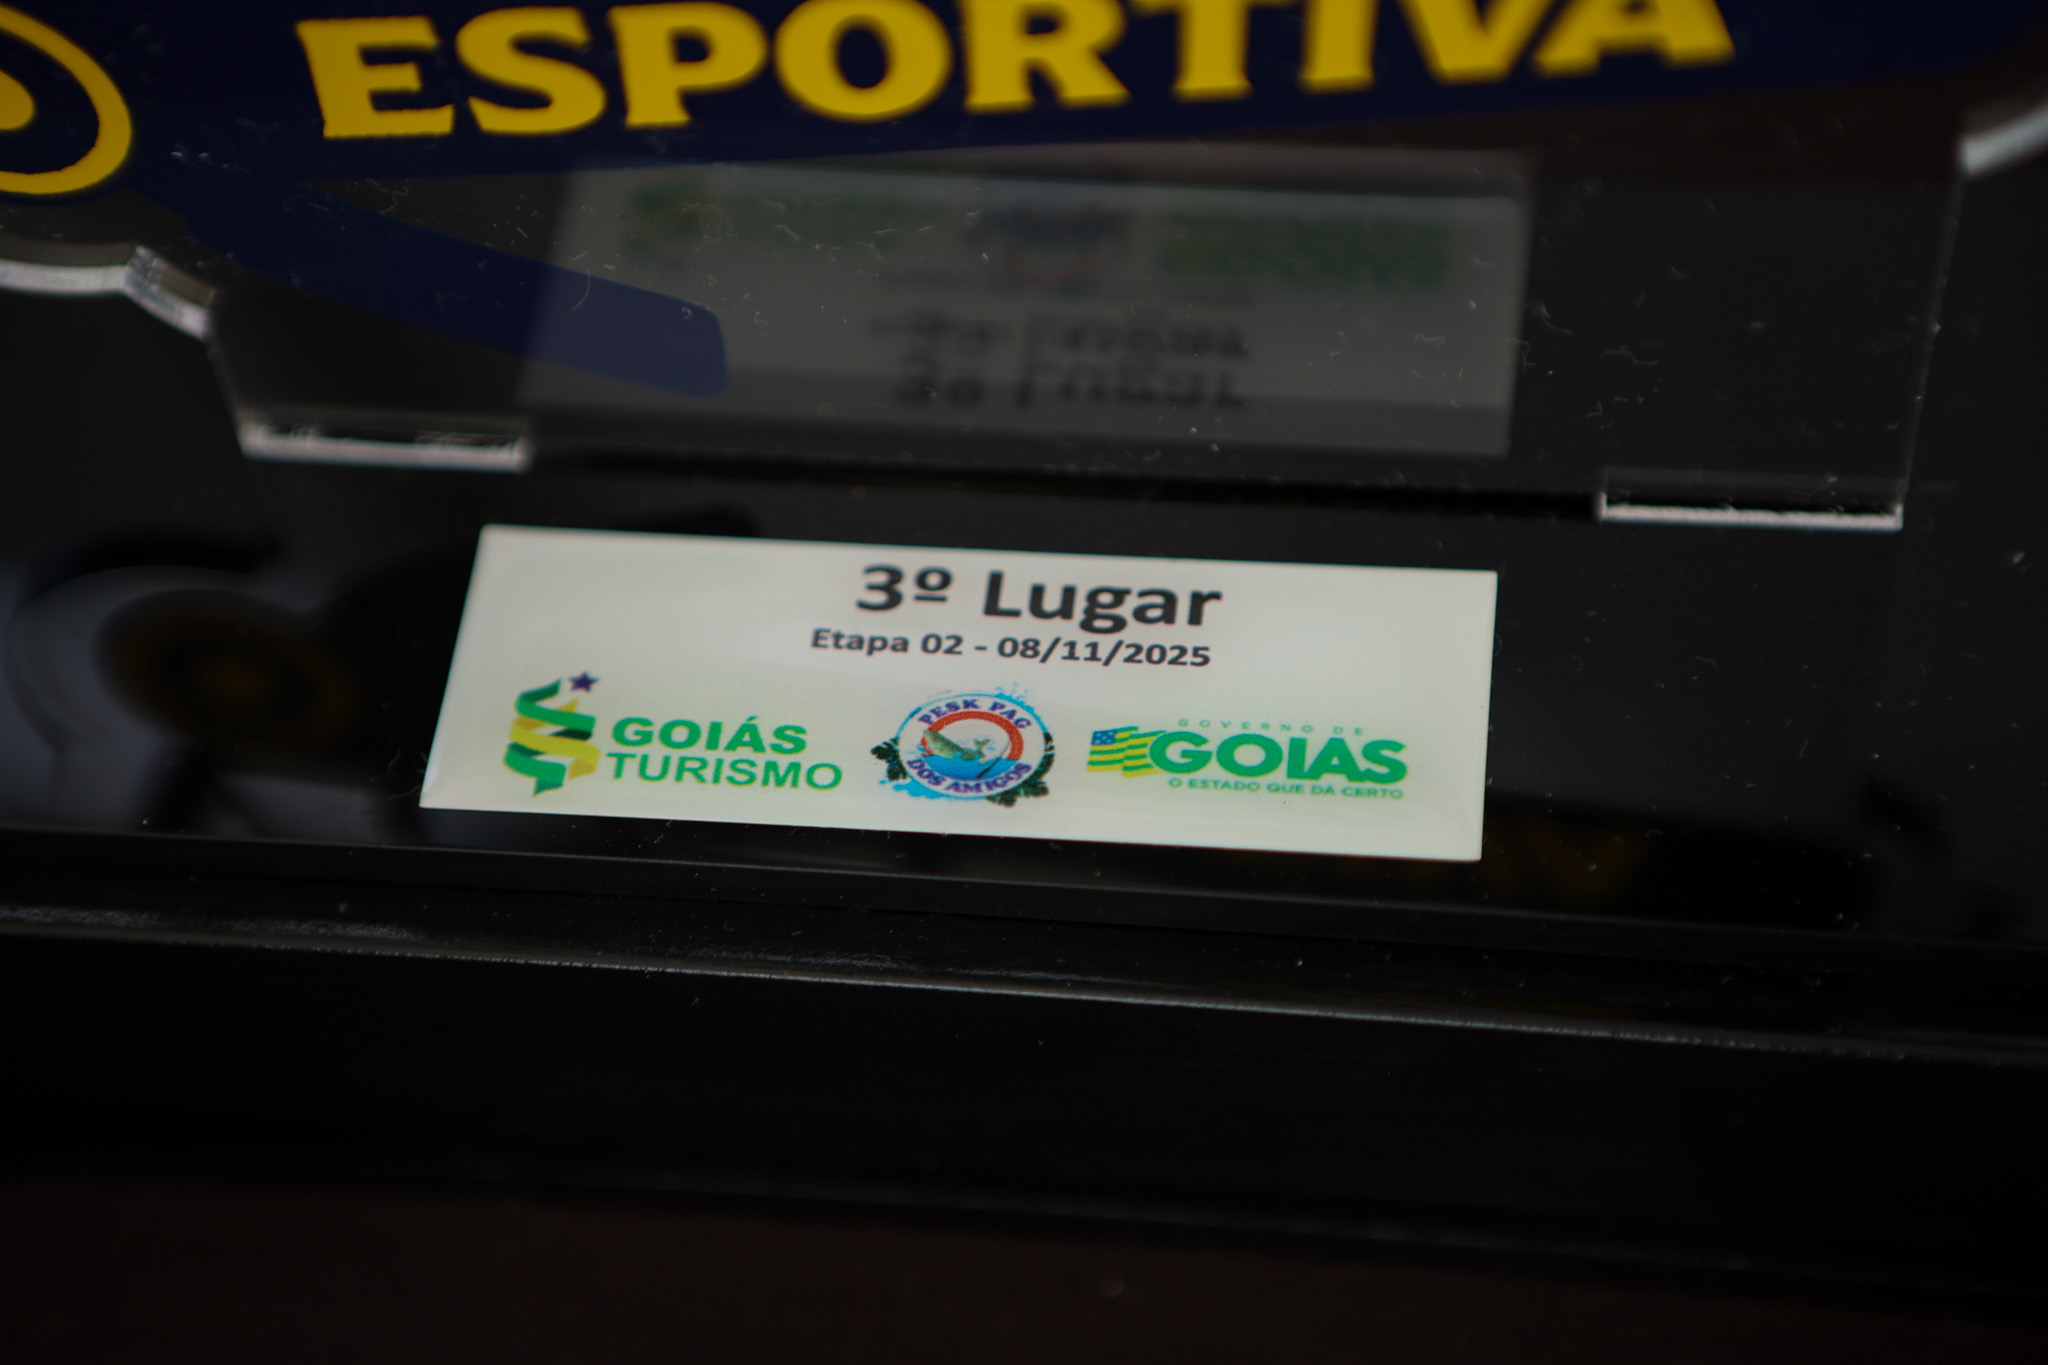 ESPORTIVA
3º Lugar
Etapa 02 - 08/11/2025
GOIÁS
TURISMO
PESK PAG
DOS AMIGOS
GOVERNO DE
GOIÁS
O ESTADO QUE DÁ CERTO